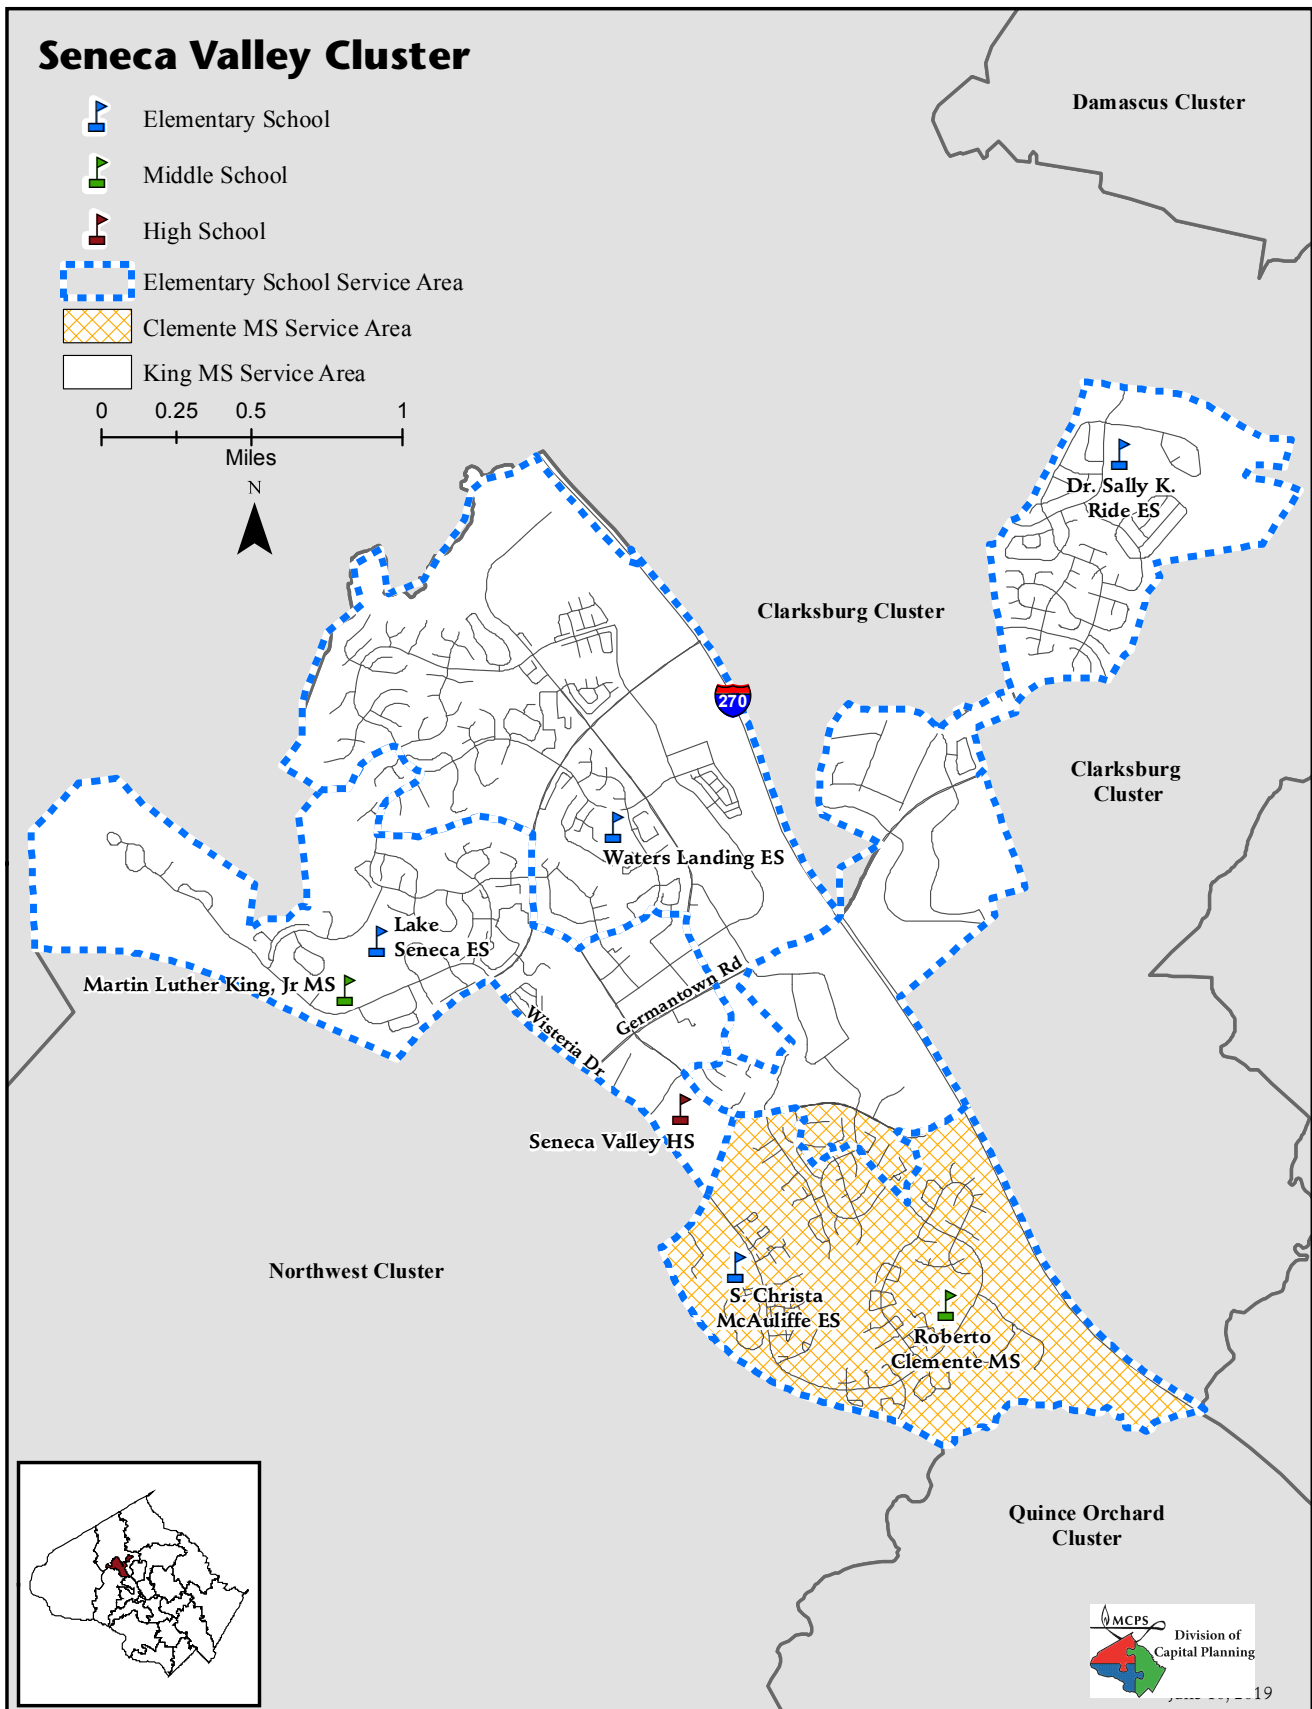 Seneca Valley Cluster
Elementary School
Middle School
High School
Elementary School Service Area
Clemente MS Service Area
King MS Service Area
0 0.25 0.5 1
Miles
N
Damascus Cluster
Dr. Sally K.
Ride ES
Clarksburg Cluster
270
Clarksburg
Cluster
Waters Landing ES
Lake
Seneca ES
Martin Luther King, Jr MS
Germantown Rd
Wisteria Dr
Seneca Valley HS
Northwest Cluster
S. Christa
McAuliffe ES
Roberto
Clemente MS
Quince Orchard
Cluster
MCPS
Division of
Capital Planning